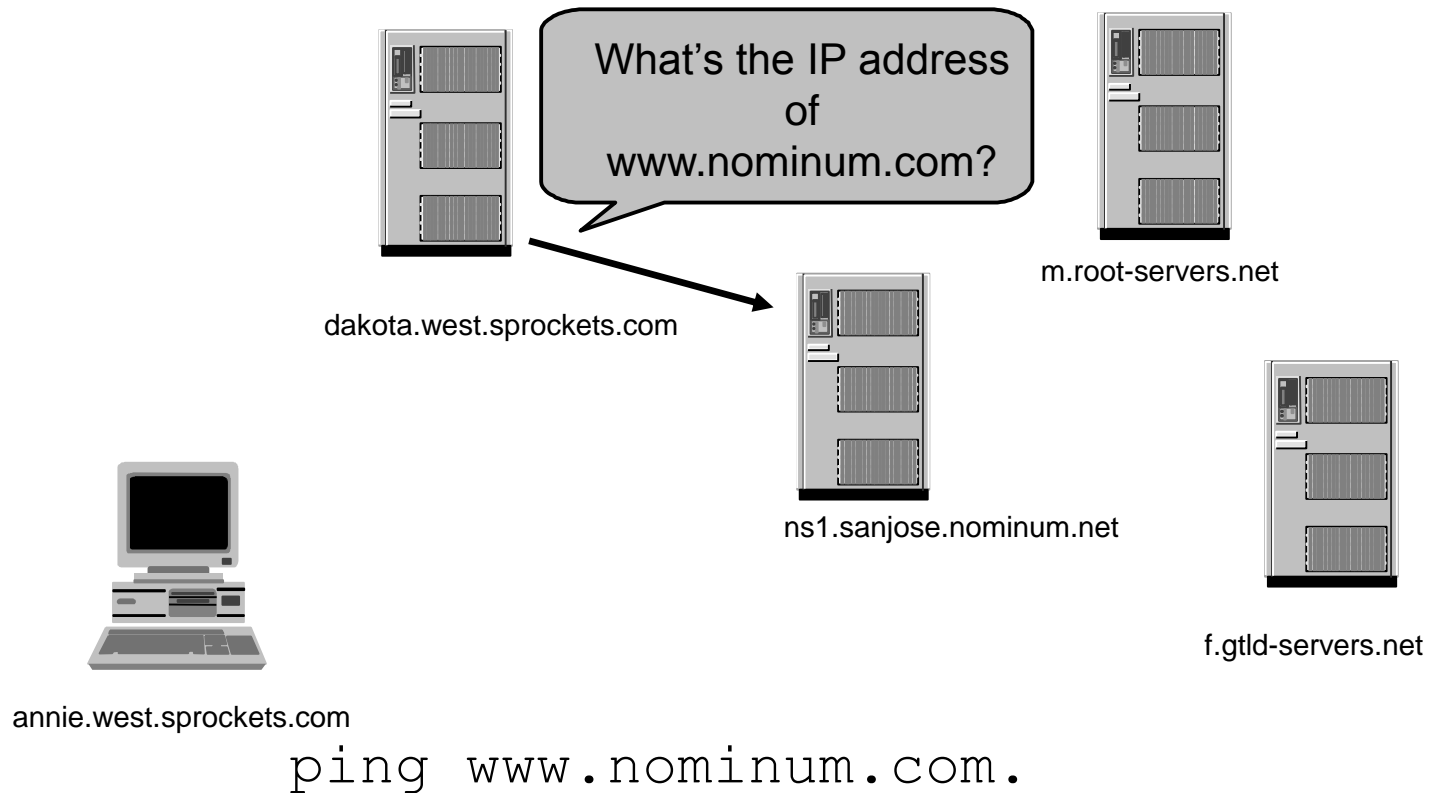 What’s the IP address
of
www.nominum.com?
m.root-servers.net
dakota.west.sprockets.com
ns1.sanjose.nominum.net
f.gtld-servers.net
annie.west.sprockets.com
ping www.nominum.com.